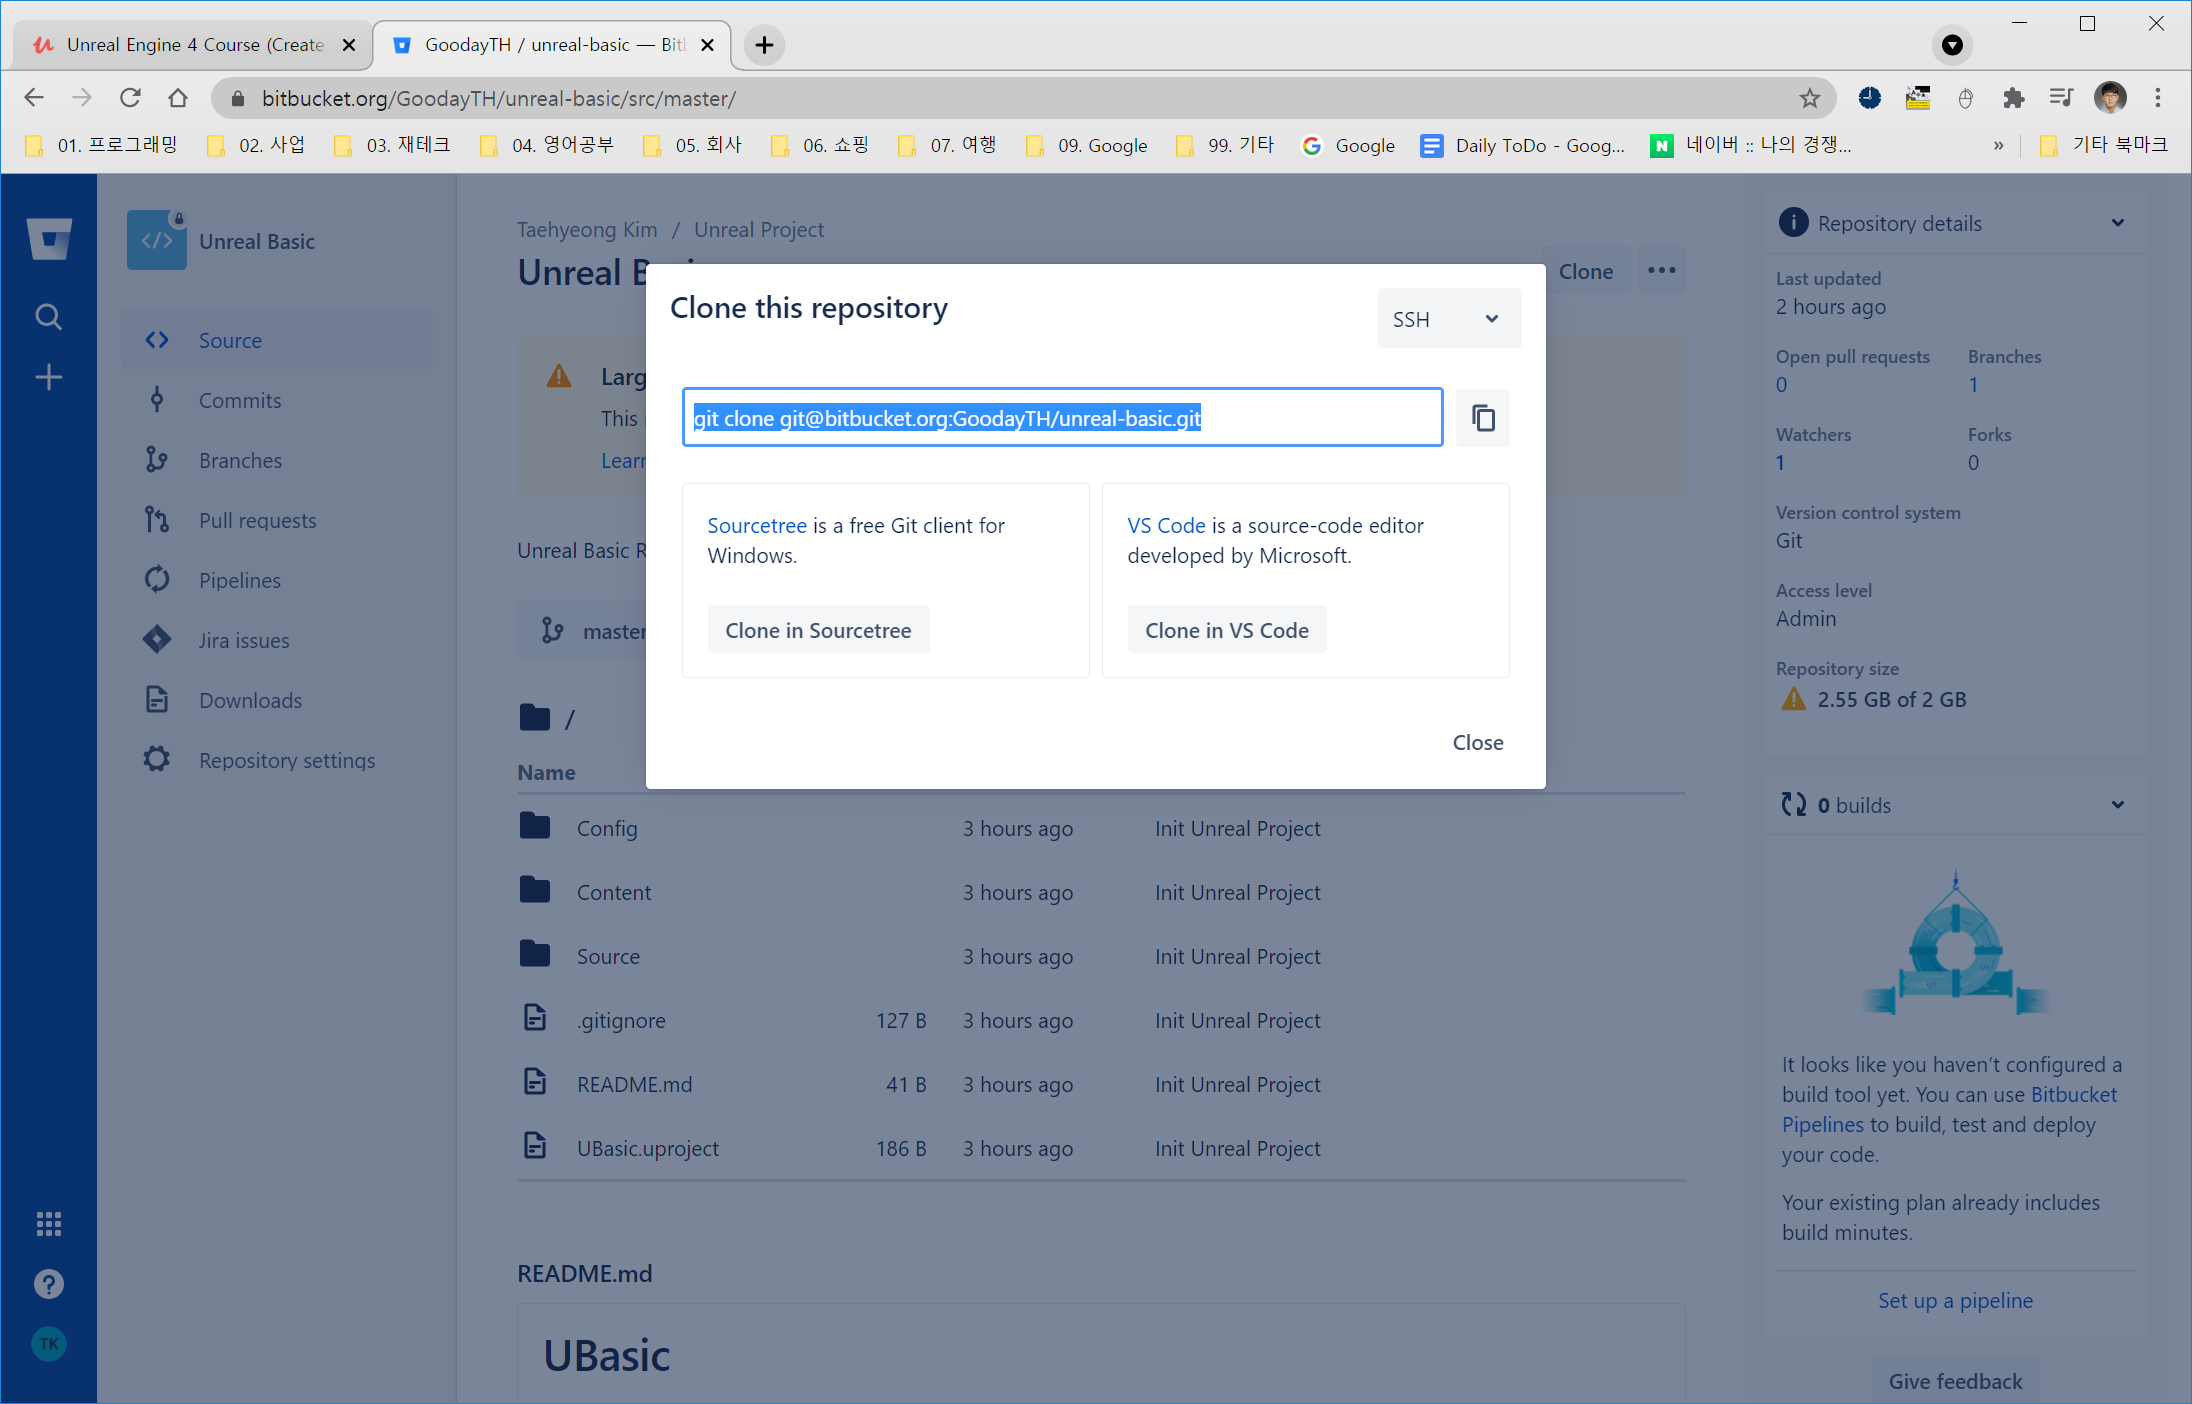 Unreal Engine 4 Course (Create
GoodayTH / unreal-basic — Bit
bitbucket.org/GoodayTH/unreal-basic/src/master/
01. 프로그래밍
02. 사업
03. 재테크
04. 영어공부
05. 회사
06. 쇼핑
07. 여행
09. Google
99. 기타
Google
Daily ToDo - Goog...
네이버 :: 나의 경쟁...
»
기타 북마크
Unreal Basic
Source
Commits
Branches
Pull requests
Pipelines
Jira issues
Downloads
Repository settings
TK
Taehyeong Kim / Unreal Project
Unreal
Clone
Clone this repository
SSH
git clone git@bitbucket.org:GoodayTH/unreal-basic.git
Sourcetree is a free Git client for
Windows.
Clone in Sourcetree
VS Code is a source-code editor
developed by Microsoft.
Clone in VS Code
Close
Larg
This
Lear
Unreal Basic R
master
/
Name
Config 3 hours ago Init Unreal Project
Content 3 hours ago Init Unreal Project
Source 3 hours ago Init Unreal Project
.gitignore 127 B 3 hours ago Init Unreal Project
README.md 41 B 3 hours ago Init Unreal Project
UBasic.uproject 186 B 3 hours ago Init Unreal Project
README.md
UBasic
Repository details
Last updated
2 hours ago
Open pull requests
0
Branches
1
Watchers
1
Forks
0
Version control system
Git
Access level
Admin
Repository size
2.55 GB of 2 GB
0 builds
It looks like you haven’t configured a
build tool yet. You can use Bitbucket
Pipelines to build, test and deploy
your code.
Your existing plan already includes
build minutes.
Set up a pipeline
Give feedback